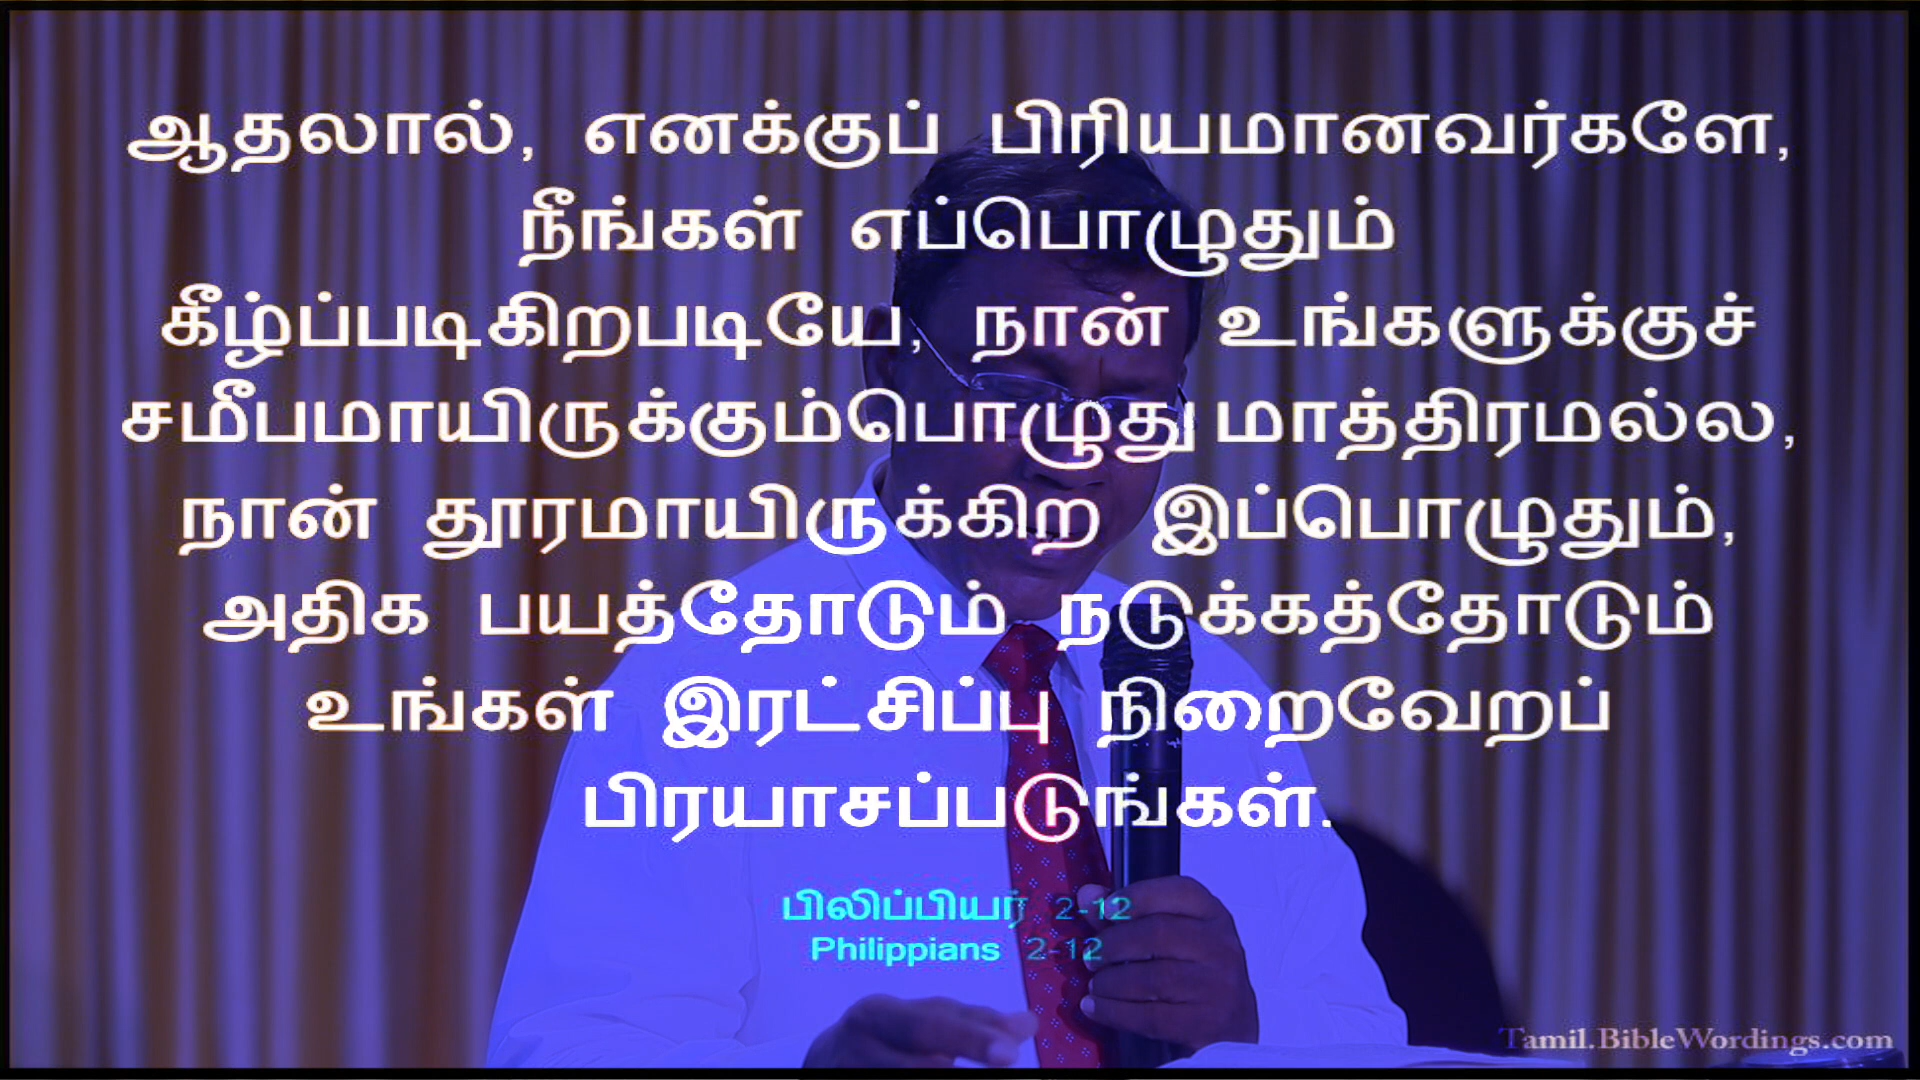 ஆதலால், எனக்குப் பிரியமானவர்களே,
நீங்கள் எப்பொழுதும்
கீழ்ப்படிகிறபடியே, நான் உங்களுக்குச்
சமீபமாயிருக்கும்பொழுது மாத்திரமல்ல,
நான் தூரமாயிருக்கிற இப்பொழுதும்,
அதிக பயத்தோடும் நடுக்கத்தோடும்
உங்கள் இரட்சிப்பு நிறைவேறப்
பிரயாசப்படுங்கள்.
பிலிப்பியர் 2-12
Philippians 2-12
Tamil.BibleWordings.com